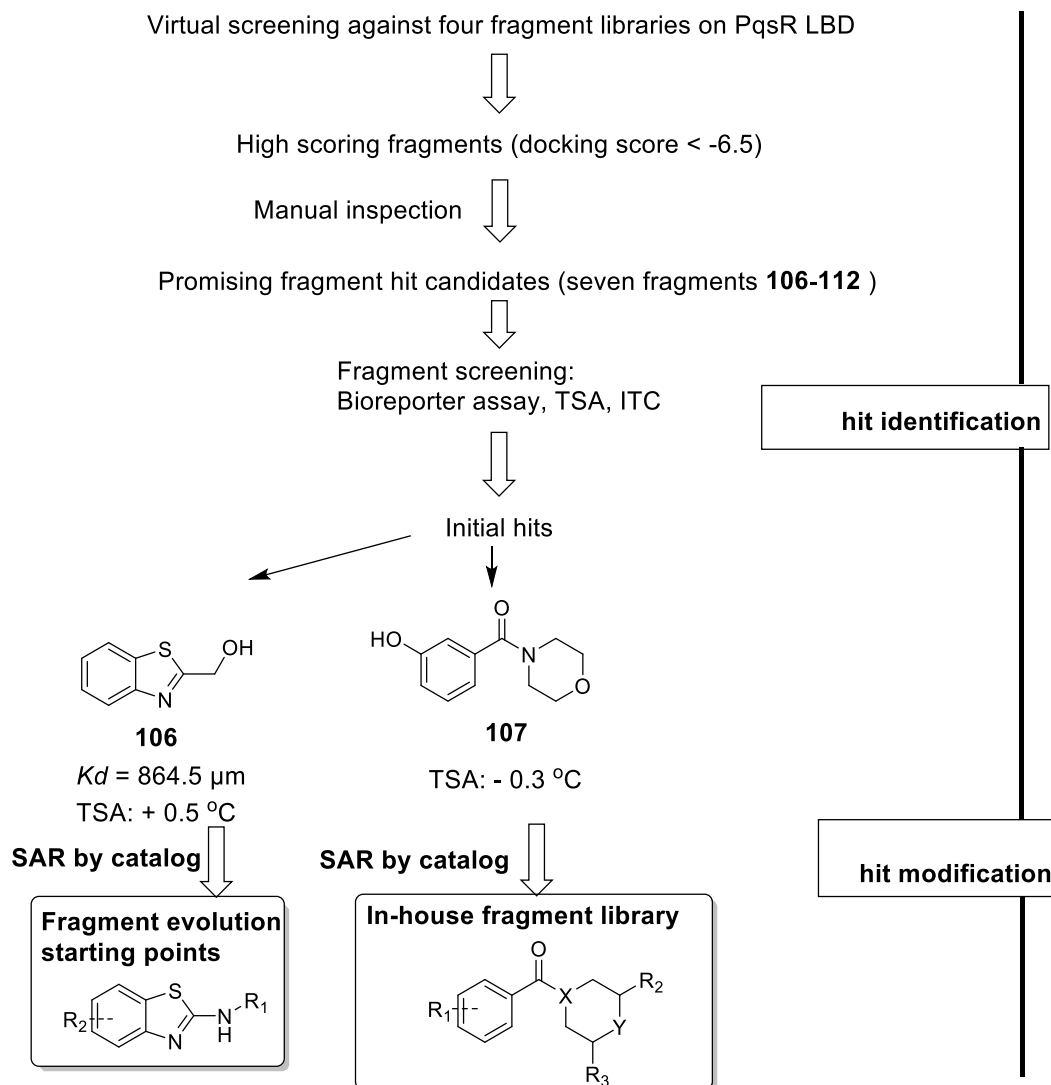 Virtual screening against four fragment libraries on PqsR LBD
High scoring fragments (docking score < -6.5)
Manual inspection
Promising fragment hit candidates (seven fragments 106-112 )
Fragment screening:
Bioreporter assay, TSA, ITC
hit identification
Initial hits
S
OH
N
106
Kd = 864.5 μm
TSA: + 0.5 °C
O
HO
N
O
107
TSA: - 0.3 °C
SAR by catalog
SAR by catalog
hit modification
Fragment evolution
starting points
S
R2
N
N
H
R1
In-house fragment library
O
R1
X
R2
Y
R3